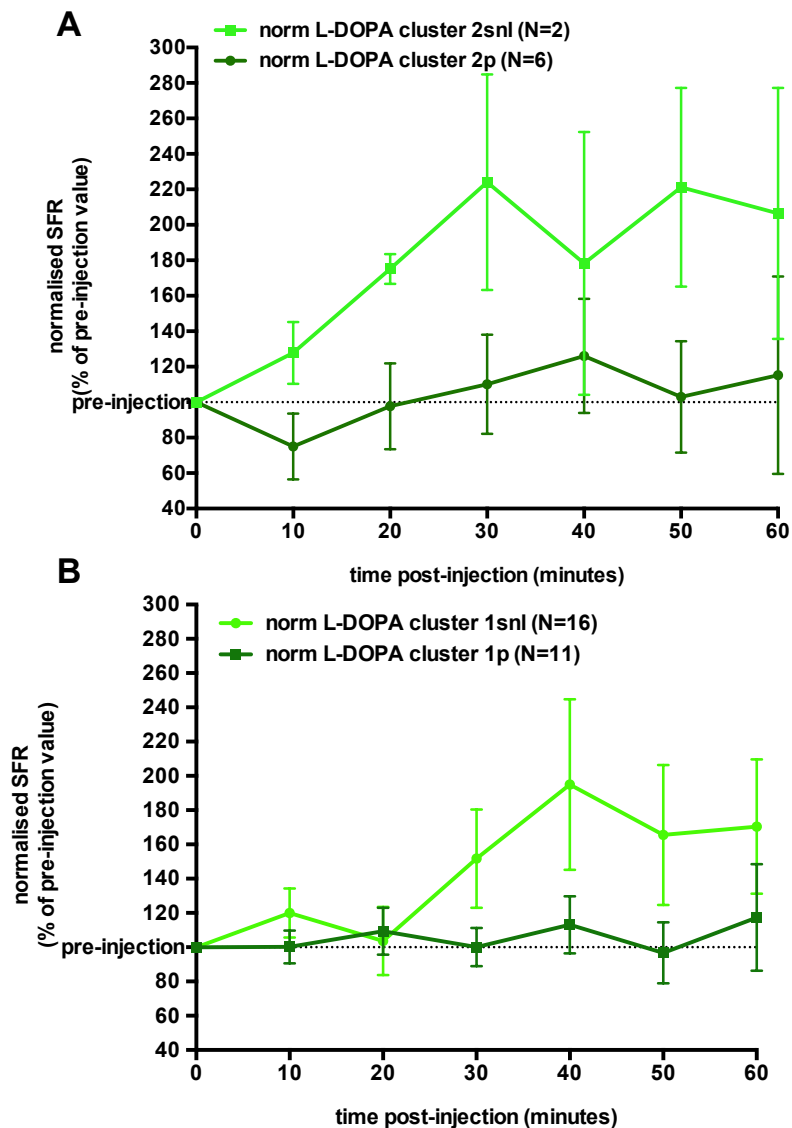 A
norm L-DOPA cluster 2snl (N=2)
norm L-DOPA cluster 2p (N=6)
normalised SFR
(% of pre-injection value)
300
280
260
240
220
200
180
160
140
120
pre-injection
80
60
40
0 10 20 30 40 50 60
time post-injection (minutes)
B
norm L-DOPA cluster 1snl (N=16)
norm L-DOPA cluster 1p (N=11)
normalised SFR
(% of pre-injection value)
300
280
260
240
220
200
180
160
140
120
pre-injection
80
60
40
0 10 20 30 40 50 60
time post-injection (minutes)